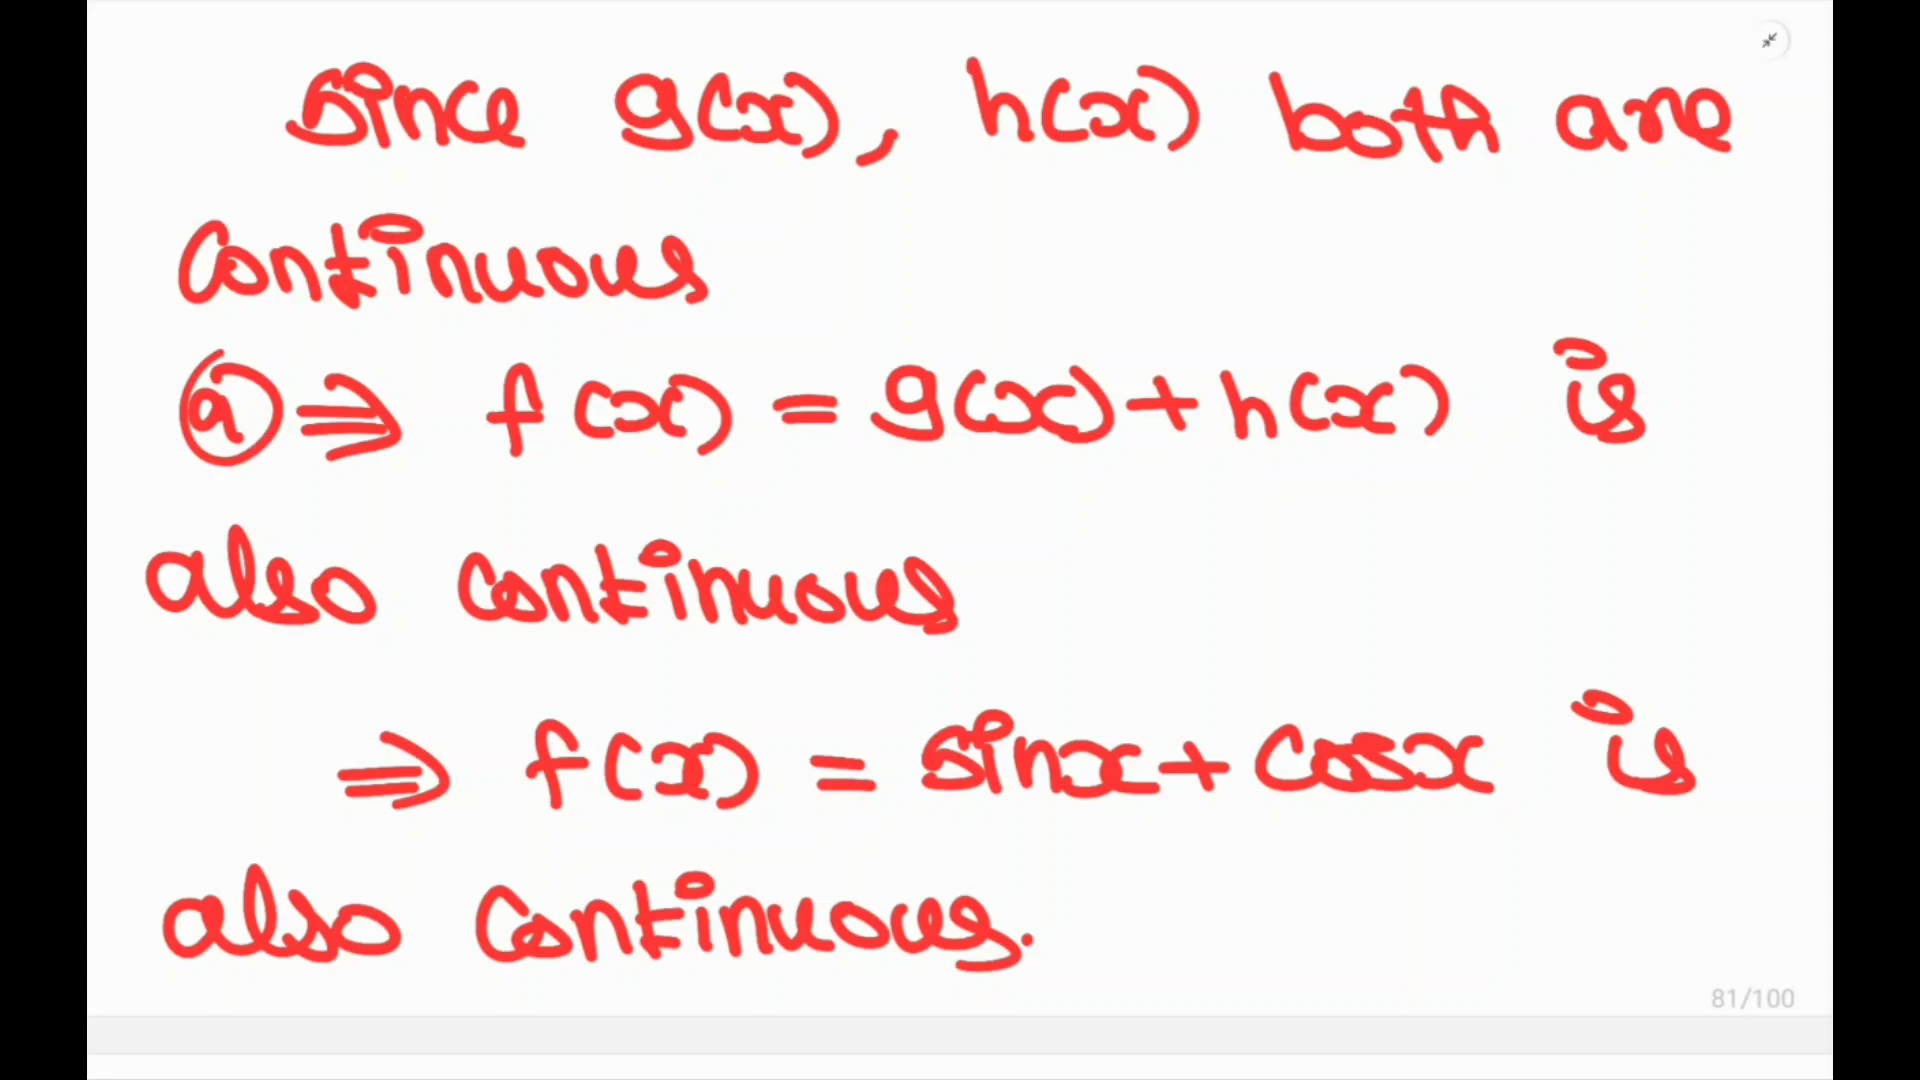 since g(x), h(x) both are
continuous
(a) ⇒ f(x) = g(x) + h(x) is
also continuous
⇒ f(x) = sinx + cosx is
also continuous.
81/100